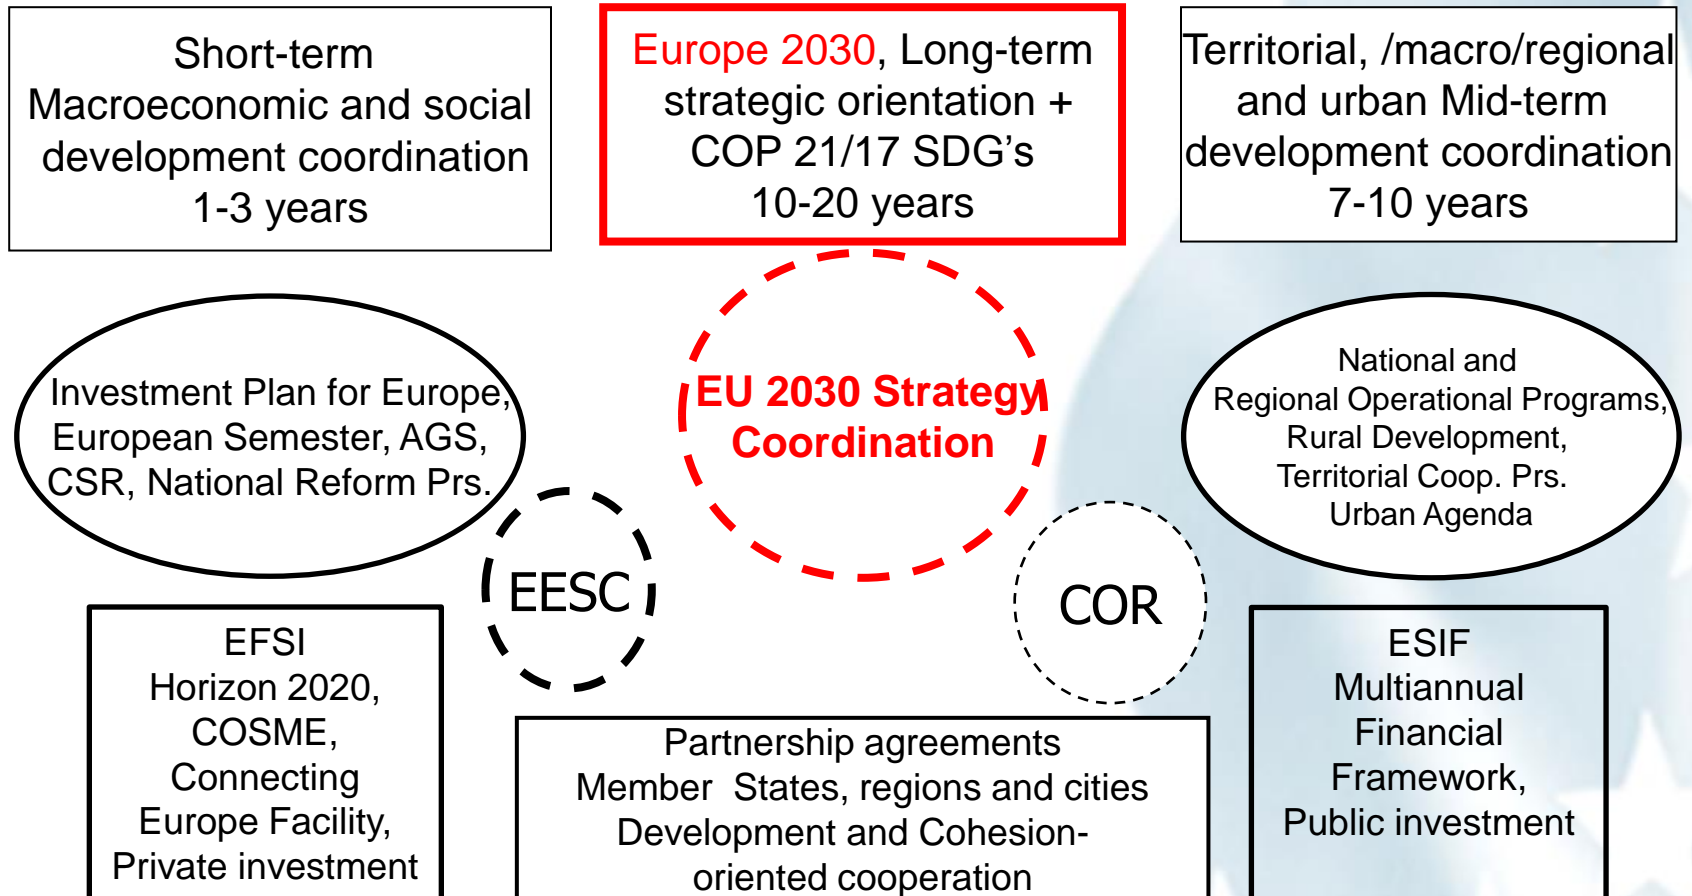 Short-term
Macroeconomic and social
development coordination
1-3 years
Europe 2030, Long-term
strategic orientation +
COP 21/17 SDG's
10-20 years
Territorial, /macro/regional
and urban Mid-term
development coordination
7-10 years
Investment Plan for Europe,
European Semester, AGS,
CSR, National Reform Prs.
EU 2030 Strategy
Coordination
National and
Regional Operational Programs,
Rural Development,
Territorial Coop. Prs.
Urban Agenda
EESC
COR
EFSI
Horizon 2020,
COSME,
Connecting
Europe Facility,
Private investment
Partnership agreements
Member States, regions and cities
Development and Cohesion-
oriented cooperation
ESIF
Multiannual
Financial
Framework,
Public investment